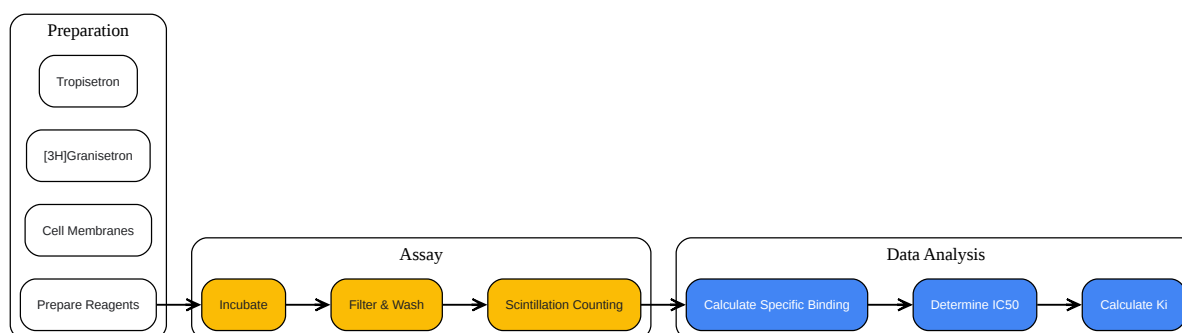 Preparation
Tropisetron
[3H]Granisetron
Cell Membranes
Prepare Reagents
Assay
Incubate
Filter & Wash
Scintillation Counting
Data Analysis
Calculate Specific Binding
Determine IC50
Calculate Ki